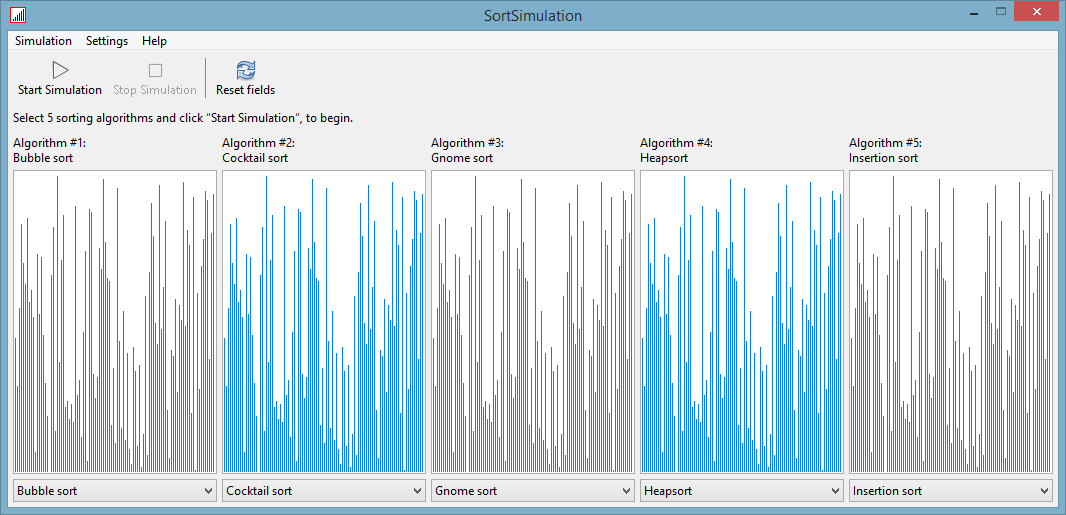 SortSimulation
Simulation Settings Help
Start Simulation Stop Simulation Reset fields
Select 5 sorting algorithms and click “Start Simulation”, to begin.
Algorithm #1: Algorithm #2: Algorithm #3: Algorithm #4: Algorithm #5:
Bubble sort Cocktail sort Gnome sort Heapsort Insertion sort
Bubble sort Cocktail sort Gnome sort Heapsort Insertion sort